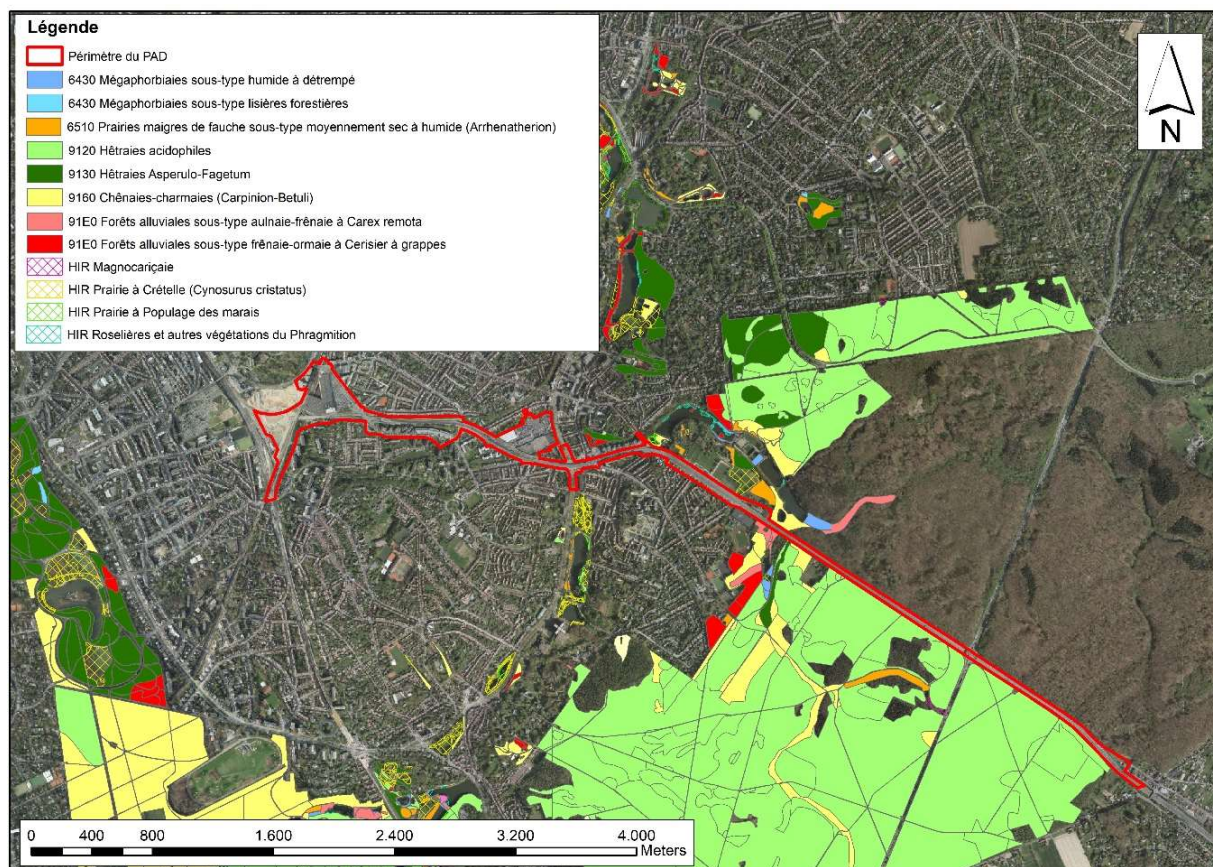 Légende
Périmètre du PAD
6430 Mégaphorbiaies sous-type humide à détrempé
6430 Mégaphorbiaies sous-type lisières forestières
6510 Prairies maigres de fauche sous-type moyennement sec à humide (Arrhenatherion)
9120 Hêtraies acidophiles
9130 Hêtraies Asperulo-Fagetum
9160 Chênaies-charmaies (Carpinion-Betuli)
91E0 Forêts alluviales sous-type aulnaie-frênaie à Carex remota
91E0 Forêts alluviales sous-type frênaie-ormaie à Cerisier à grappes
HIR Magnocariçaie
HIR Prairie à Crételle (Cynosurus cristatus)
HIR Prairie à Populage des marais
HIR Roselières et autres végétations du Phragmition
N
0 400 800 1.600 2.400 3.200 4.000
Meters